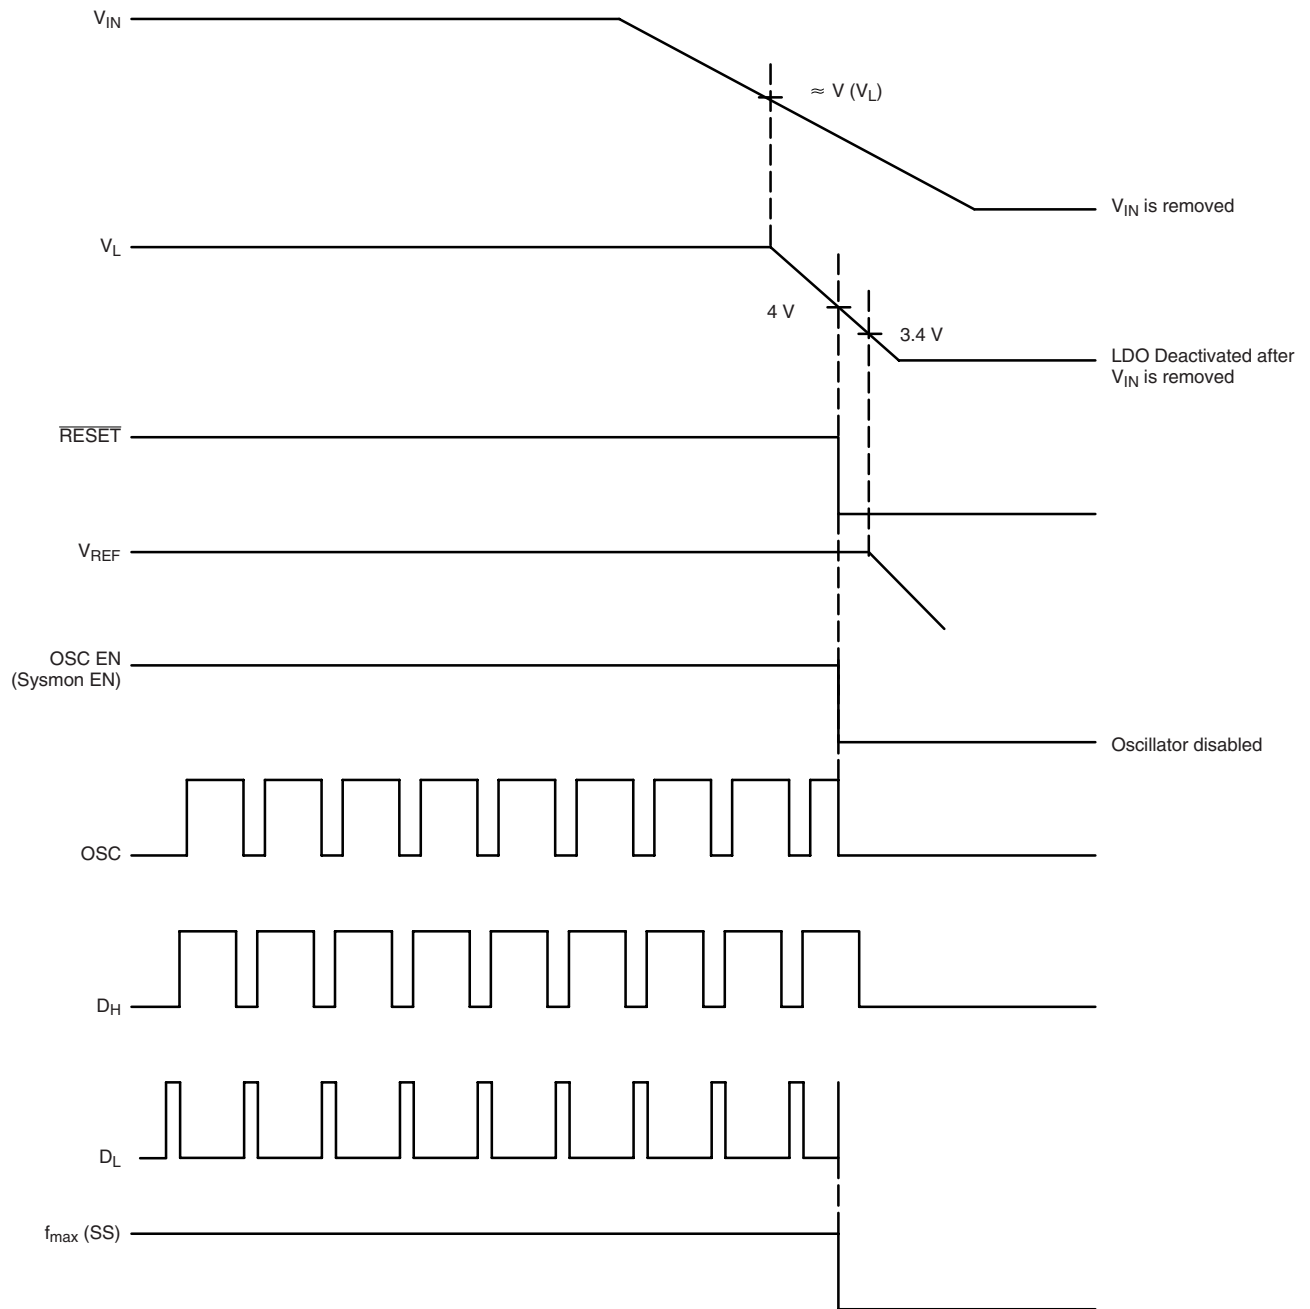 V_IN
≈ V (V_L)
V_IN is removed
V_L
4 V
3.4 V
LDO Deactivated after
V_IN is removed
RESET
V_REF
OSC EN
(Sysmon EN)
Oscillator disabled
OSC
D_H
D_L
f_max (SS)